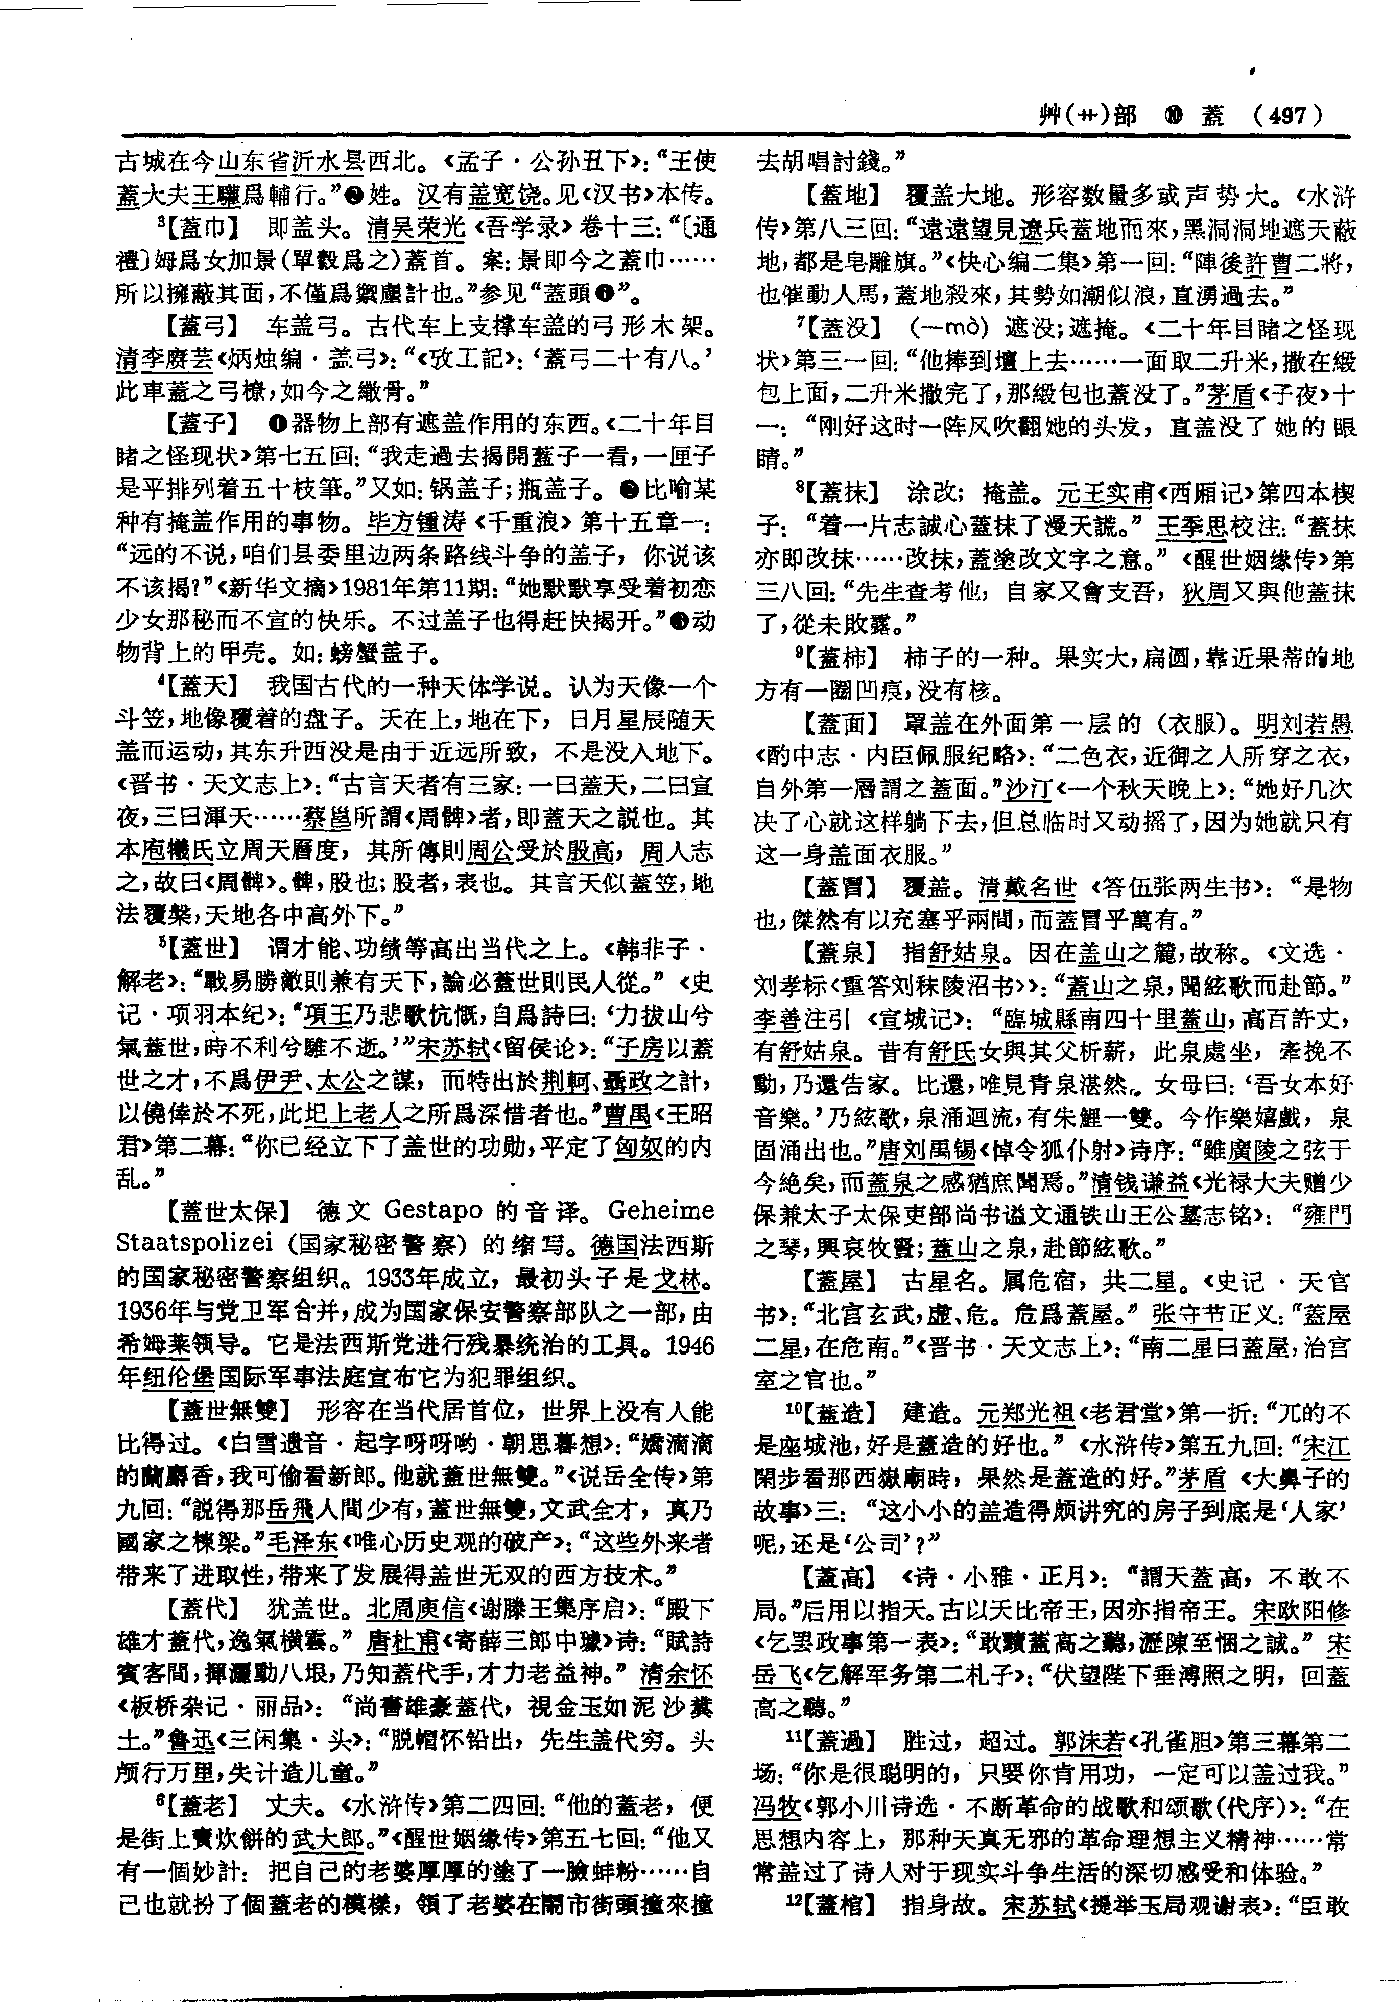 艸(艹)部 ⑩ 蓋 (497)
古城在今山东省沂水县西北。《孟子·公孙丑下》：“王使
蓋大夫王驩爲輔行。”❷姓。汉有盖宽饶。见《汉书》本传。
³【蓋巾】 即盖头。清吴荣光《吾学录》卷十三：“〔通
禮〕姆爲女加景(單縠爲之)蓋首。案：景即今之蓋巾……
所以擁蔽其面，不僅爲禦塵計也。”参见“蓋頭❶”。
【蓋弓】 车盖弓。古代车上支撑车盖的弓形木架。
清李赓芸《炳烛编·盖弓》：“《攷工記》：‘蓋弓二十有八。’
此車蓋之弓橑，如今之繖骨。”
【蓋子】 ❶器物上部有遮盖作用的东西。《二十年目
睹之怪现状》第七五回：“我走過去揭開蓋子一看，一匣子
是平排列着五十枝筆。”又如：锅盖子；瓶盖子。❷比喻某
种有掩盖作用的事物。毕方锺涛《千重浪》第十五章一：
“远的不说，咱们县委里边两条路线斗争的盖子，你说该
不该揭？”《新华文摘》1981年第11期：“她默默享受着初恋
少女那秘而不宣的快乐。不过盖子也得赶快揭开。”❸动
物背上的甲壳。如：螃蟹盖子。
⁴【蓋天】 我国古代的一种天体学说。认为天像一个
斗笠，地像覆着的盘子。天在上，地在下，日月星辰随天
盖而运动，其东升西没是由于近远所致，不是没入地下。
《晋书·天文志上》：“古言天者有三家：一曰蓋天，二曰宣
夜，三曰渾天……蔡邕所謂《周髀》者，即蓋天之説也。其
本庖犧氏立周天曆度，其所傳則周公受於殷高，周人志
之，故曰《周髀》。髀，股也；股者，表也。其言天似蓋笠，地
法覆槃，天地各中高外下。”
⁵【蓋世】 谓才能、功绩等高出当代之上。《韩非子·
解老》：“戰易勝敵則兼有天下，論必蓋世則民人從。”《史
记·项羽本纪》：“項王乃悲歌忼慨，自爲詩曰：‘力拔山兮
氣蓋世，時不利兮騅不逝。’”宋苏轼《留侯论》：“子房以蓋
世之才，不爲伊尹、太公之謀，而特出於荆軻、聶政之計，
以僥倖於不死，此圯上老人之所爲深惜者也。”曹禺《王昭
君》第二幕：“你已经立下了盖世的功勋，平定了匈奴的内
乱。”
【蓋世太保】 德文 Gestapo 的音译。Geheime
Staatspolizei（国家秘密警察）的缩写。德国法西斯
的国家秘密警察组织。1933年成立，最初头子是戈林。
1936年与党卫军合并，成为国家保安警察部队之一部，由
希姆莱领导。它是法西斯党进行残暴统治的工具。1946
年纽伦堡国际军事法庭宣布它为犯罪组织。
【蓋世無雙】 形容在当代居首位，世界上没有人能
比得过。《白雪遗音·起字呀呀哟·朝思暮想》：“嬌滴滴
的蘭麝香，我可偷看新郎。他就蓋世無雙。”《说岳全传》第
九回：“説得那岳飛人間少有，蓋世無雙，文武全才，真乃
國家之棟梁。”毛泽东《唯心历史观的破产》：“这些外来者
带来了进取性，带来了发展得盖世无双的西方技术。”
【蓋代】 犹盖世。北周庾信《谢滕王集序启》：“殿下
雄才蓋代，逸氣横雲。”唐杜甫《寄薛三郎中璩》诗：“賦詩
賓客間，揮灑動八垠，乃知蓋代手，才力老益神。”清余怀
《板桥杂记·丽品》：“尚書雄豪蓋代，視金玉如泥沙糞
土。”鲁迅《三闲集·头》：“脱帽怀铅出，先生盖代穷。头
颅行万里，失计造儿童。”
⁶【蓋老】 丈夫。《水浒传》第二四回：“他的蓋老，便
是街上賣炊餅的武大郎。”《醒世姻缘传》第五七回：“他又
有一個妙計：把自己的老婆厚厚的塗了一臉蚌粉……自
己也就扮了個蓋老的模樣，領了老婆在鬧市街頭撞來撞
去胡唱討錢。”
【蓋地】 覆盖大地。形容数量多或声势大。《水浒
传》第八三回：“遠遠望見遼兵蓋地而來，黑洞洞地遮天蔽
地，都是皂雕旗。”《快心编二集》第一回：“陣後許曹二將，
也催動人馬，蓋地殺來，其勢如潮似浪，直湧過去。”
⁷【蓋没】 （一mò）遮没；遮掩。《二十年目睹之怪现
状》第三一回：“他捧到壇上去……一面取二升米，撒在緞
包上面，二升米撒完了，那緞包也蓋没了。”茅盾《子夜》十
一：“刚好这时一阵风吹翻她的头发，直盖没了她的眼
睛。”
⁸【蓋抹】 涂改；掩盖。元王实甫《西厢记》第四本楔
子：“着一片志誠心蓋抹了漫天謊。”王季思校注：“蓋抹
亦即改抹……改抹，蓋塗改文字之意。”《醒世姻缘传》第
三八回：“先生查考他，自家又會支吾，狄周又與他蓋抹
了，從未敗露。”
⁹【蓋柿】 柿子的一种。果实大，扁圆，靠近果蒂的地
方有一圈凹痕，没有核。
【蓋面】 罩盖在外面第一层的（衣服）。明刘若愚
《酌中志·内臣佩服纪略》：“二色衣，近御之人所穿之衣，
自外第一層謂之蓋面。”沙汀《一个秋天晚上》：“她好几次
决了心就这样躺下去，但总临时又动摇了，因为她就只有
这一身盖面衣服。”
【蓋冒】 覆盖。清戴名世《答伍张两生书》：“是物
也，傑然有以充塞乎兩間，而蓋冒乎萬有。”
【蓋泉】 指舒姑泉。因在盖山之麓，故称。《文选·
刘孝标〈重答刘秣陵沼书〉》：“蓋山之泉，聞絃歌而赴節。”
李善注引《宣城记》：“臨城縣南四十里蓋山，高百許丈，
有舒姑泉。昔有舒氏女與其父析薪，此泉處坐，牽挽不
動，乃還告家。比還，唯見青泉湛然。女母曰：‘吾女本好
音樂。’乃絃歌，泉涌迴流，有朱鯉一雙。今作樂嬉戲，泉
固涌出也。”唐刘禹锡《悼令狐仆射》诗序：“雖廣陵之弦于
今絶矣，而蓋泉之感猶庶聞焉。”清钱谦益《光禄大夫赠少
保兼太子太保吏部尚书谥文通铁山王公墓志铭》：“雍門
之琴，興哀牧豎；蓋山之泉，赴節絃歌。”
【蓋屋】 古星名。属危宿，共二星。《史记·天官
书》：“北宫玄武，虚、危。危爲蓋屋。”张守节正义：“蓋屋
二星，在危南。”《晋书·天文志上》：“南二星曰蓋屋，治宫
室之官也。”
¹⁰【蓋造】 建造。元郑光祖《老君堂》第一折：“兀的不
是座城池，好是蓋造的好也。”《水浒传》第五九回：“宋江
閑步看那西嶽廟時，果然是蓋造的好。”茅盾《大鼻子的
故事》三：“这小小的盖造得颇讲究的房子到底是‘人家’
呢，还是‘公司’？”
【蓋高】 《诗·小雅·正月》：“謂天蓋高，不敢不
局。”后用以指天。古以天比帝王，因亦指帝王。宋欧阳修
《乞罢政事第一表》：“敢黷蓋高之聽，瀝陳至悃之誠。”宋
岳飞《乞解军务第二札子》：“伏望陛下垂溥照之明，回蓋
高之聽。”
¹¹【蓋過】 胜过，超过。郭沫若《孔雀胆》第三幕第二
场：“你是很聪明的，只要你肯用功，一定可以盖过我。”
冯牧《郭小川诗选·不断革命的战歌和颂歌(代序)》：“在
思想内容上，那种天真无邪的革命理想主义精神……常
常盖过了诗人对于现实斗争生活的深切感受和体验。”
¹²【蓋棺】 指身故。宋苏轼《提举玉局观谢表》：“臣敢